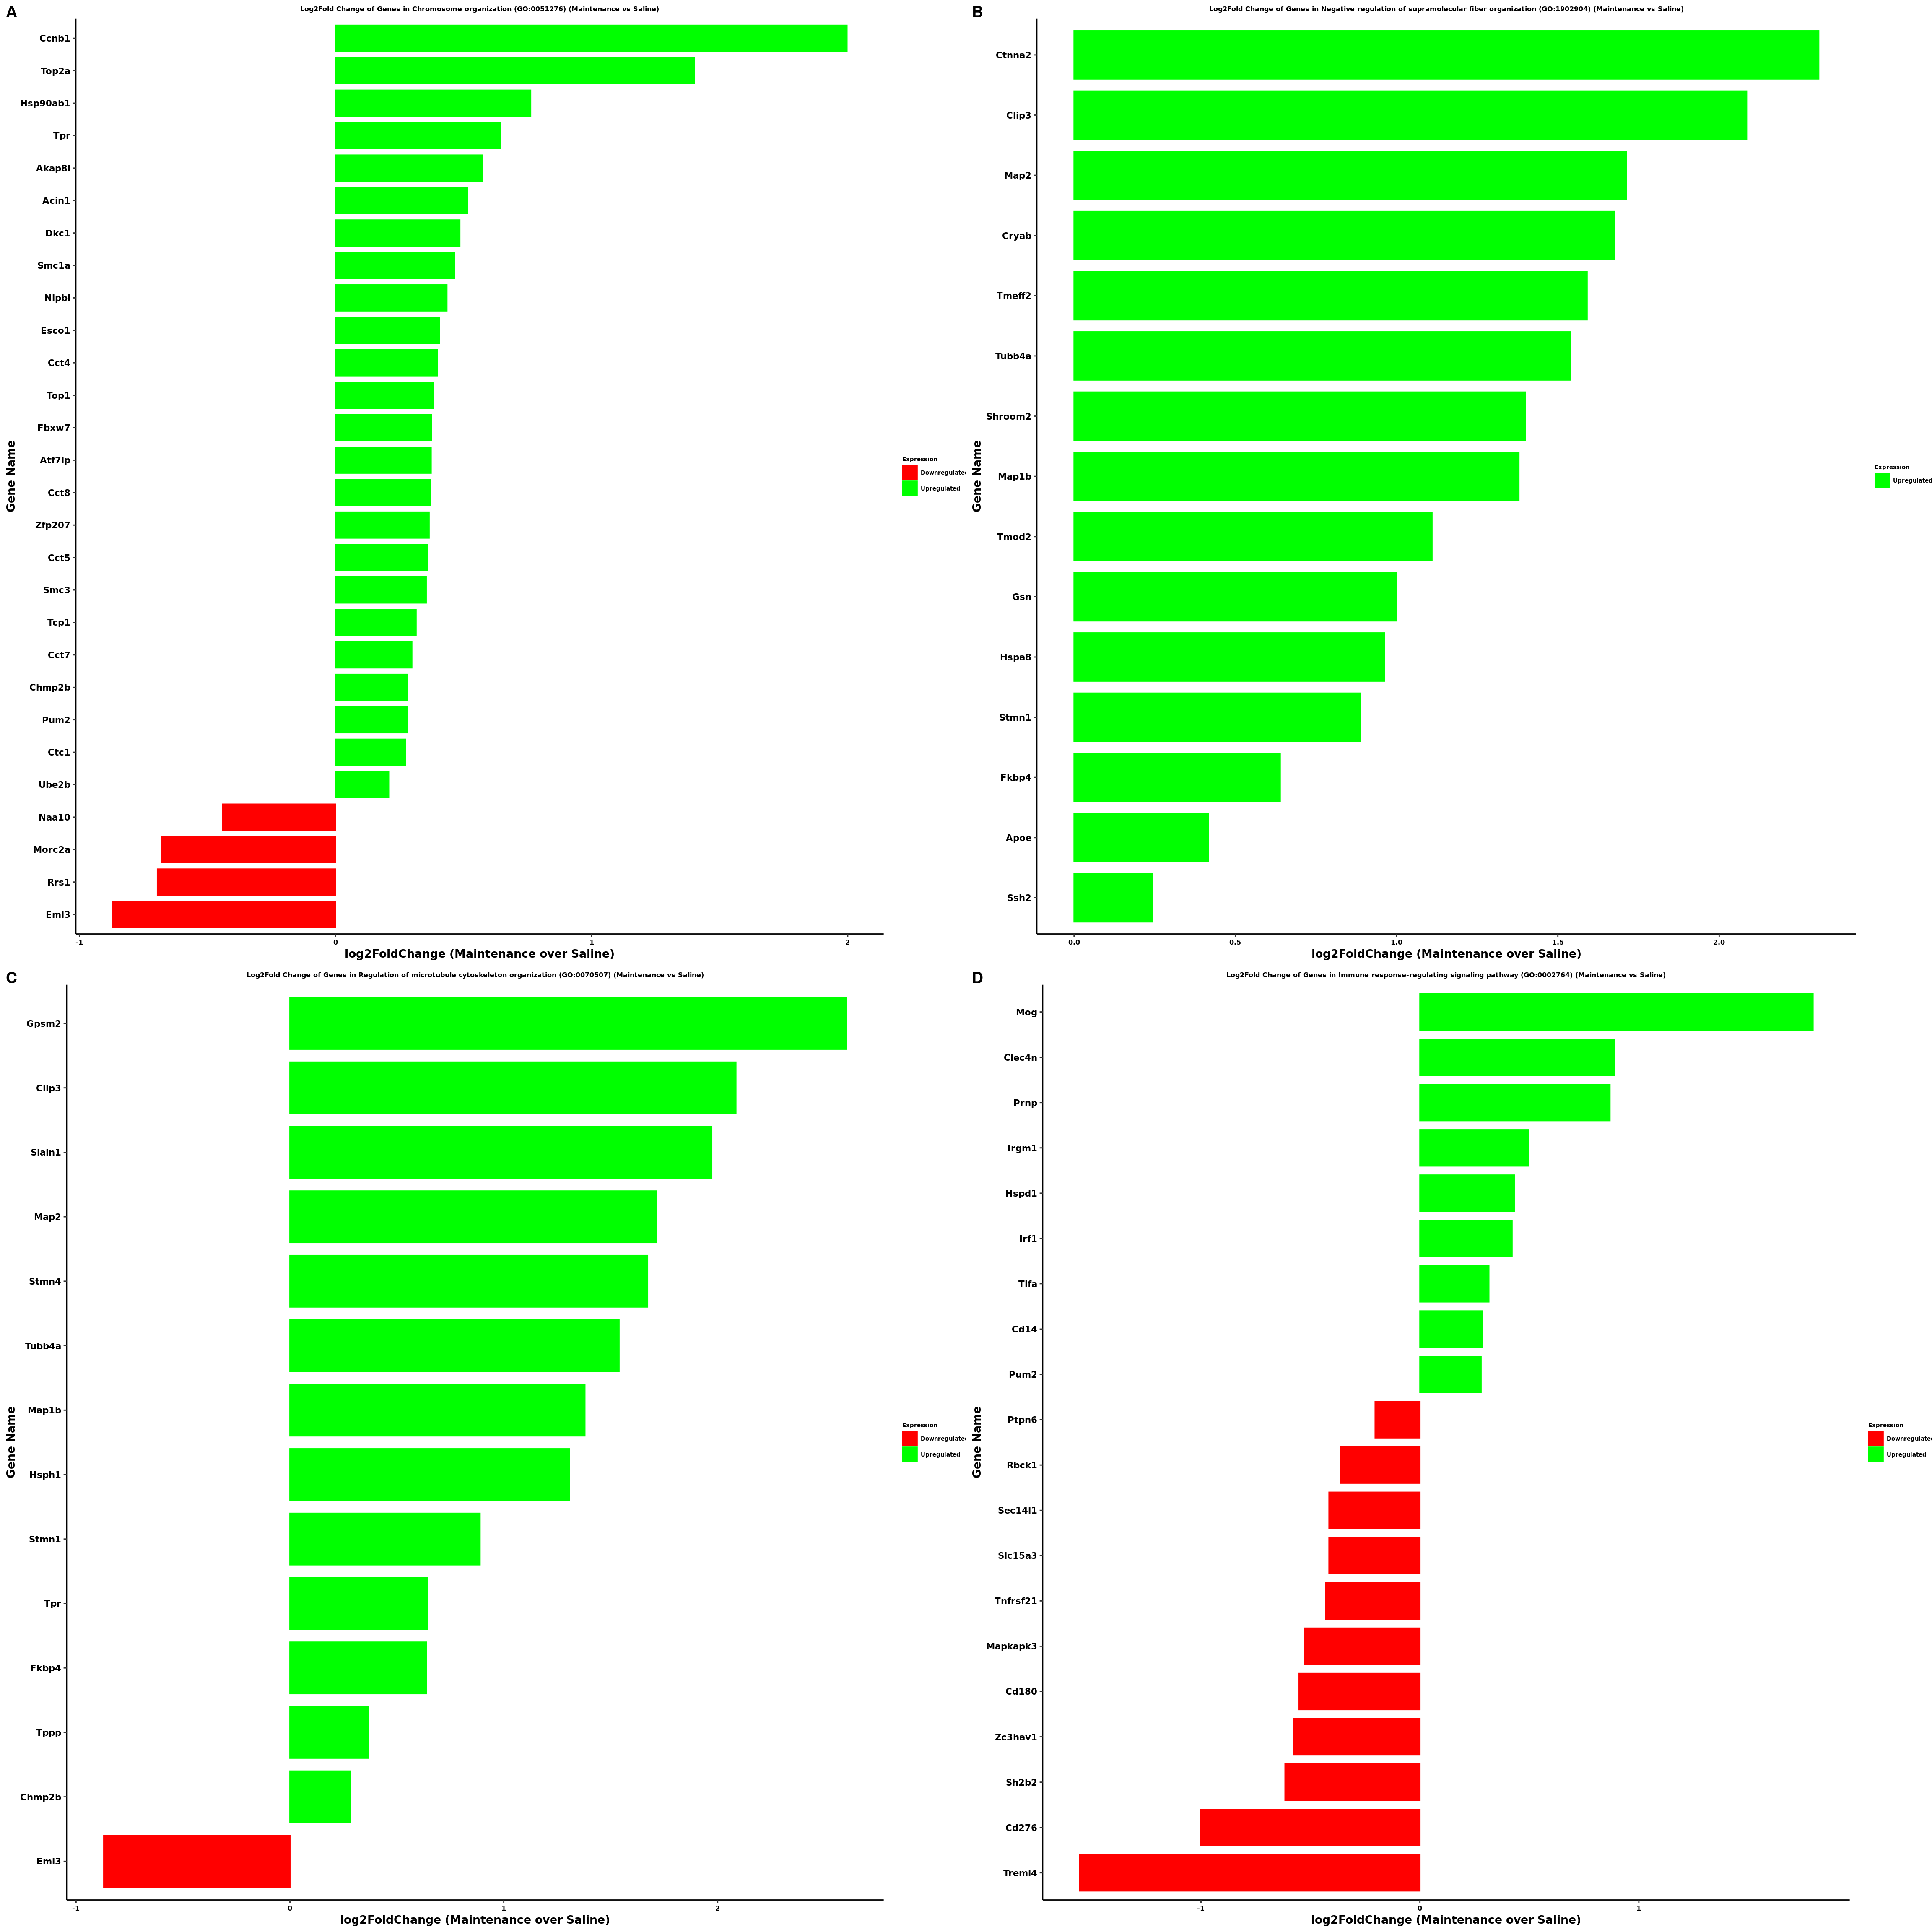 A
Log2Fold Change of Genes in Chromosome organization (GO:0051276) (Maintenance vs Saline)
Gene Name
Ccnb1
Top2a
Hsp90ab1
Tpr
Akap8l
Acin1
Dkc1
Smc1a
Nipbl
Esco1
Cct4
Top1
Fbxw7
Atf7ip
Cct8
Zfp207
Cct5
Smc3
Tcp1
Cct7
Chmp2b
Pum2
Ctc1
Ube2b
Naa10
Morc2a
Rrs1
Eml3
-1 0 1 2
log2FoldChange (Maintenance over Saline)
Expression
Downregulated
Upregulated
B
Log2Fold Change of Genes in Negative regulation of supramolecular fiber organization (GO:1902904) (Maintenance vs Saline)
Gene Name
Ctnna2
Clip3
Map2
Cryab
Tmeff2
Tubb4a
Shroom2
Map1b
Tmod2
Gsn
Hspa8
Stmn1
Fkbp4
Apoe
Ssh2
0.0 0.5 1.0 1.5 2.0
log2FoldChange (Maintenance over Saline)
Expression
Upregulated
C
Log2Fold Change of Genes in Regulation of microtubule cytoskeleton organization (GO:0070507) (Maintenance vs Saline)
Gene Name
Gpsm2
Clip3
Slain1
Map2
Stmn4
Tubb4a
Map1b
Hsph1
Stmn1
Tpr
Fkbp4
Tppp
Chmp2b
Eml3
-1 0 1 2
log2FoldChange (Maintenance over Saline)
Expression
Downregulated
Upregulated
D
Log2Fold Change of Genes in Immune response-regulating signaling pathway (GO:0002764) (Maintenance vs Saline)
Gene Name
Mog
Clec4n
Prnp
Irgm1
Hspd1
Irf1
Tifa
Cd14
Pum2
Ptpn6
Rbck1
Sec14l1
Slc15a3
Tnfrsf21
Mapkapk3
Cd180
Zc3hav1
Sh2b2
Cd276
Treml4
-1 0 1
log2FoldChange (Maintenance over Saline)
Expression
Downregulated
Upregulated